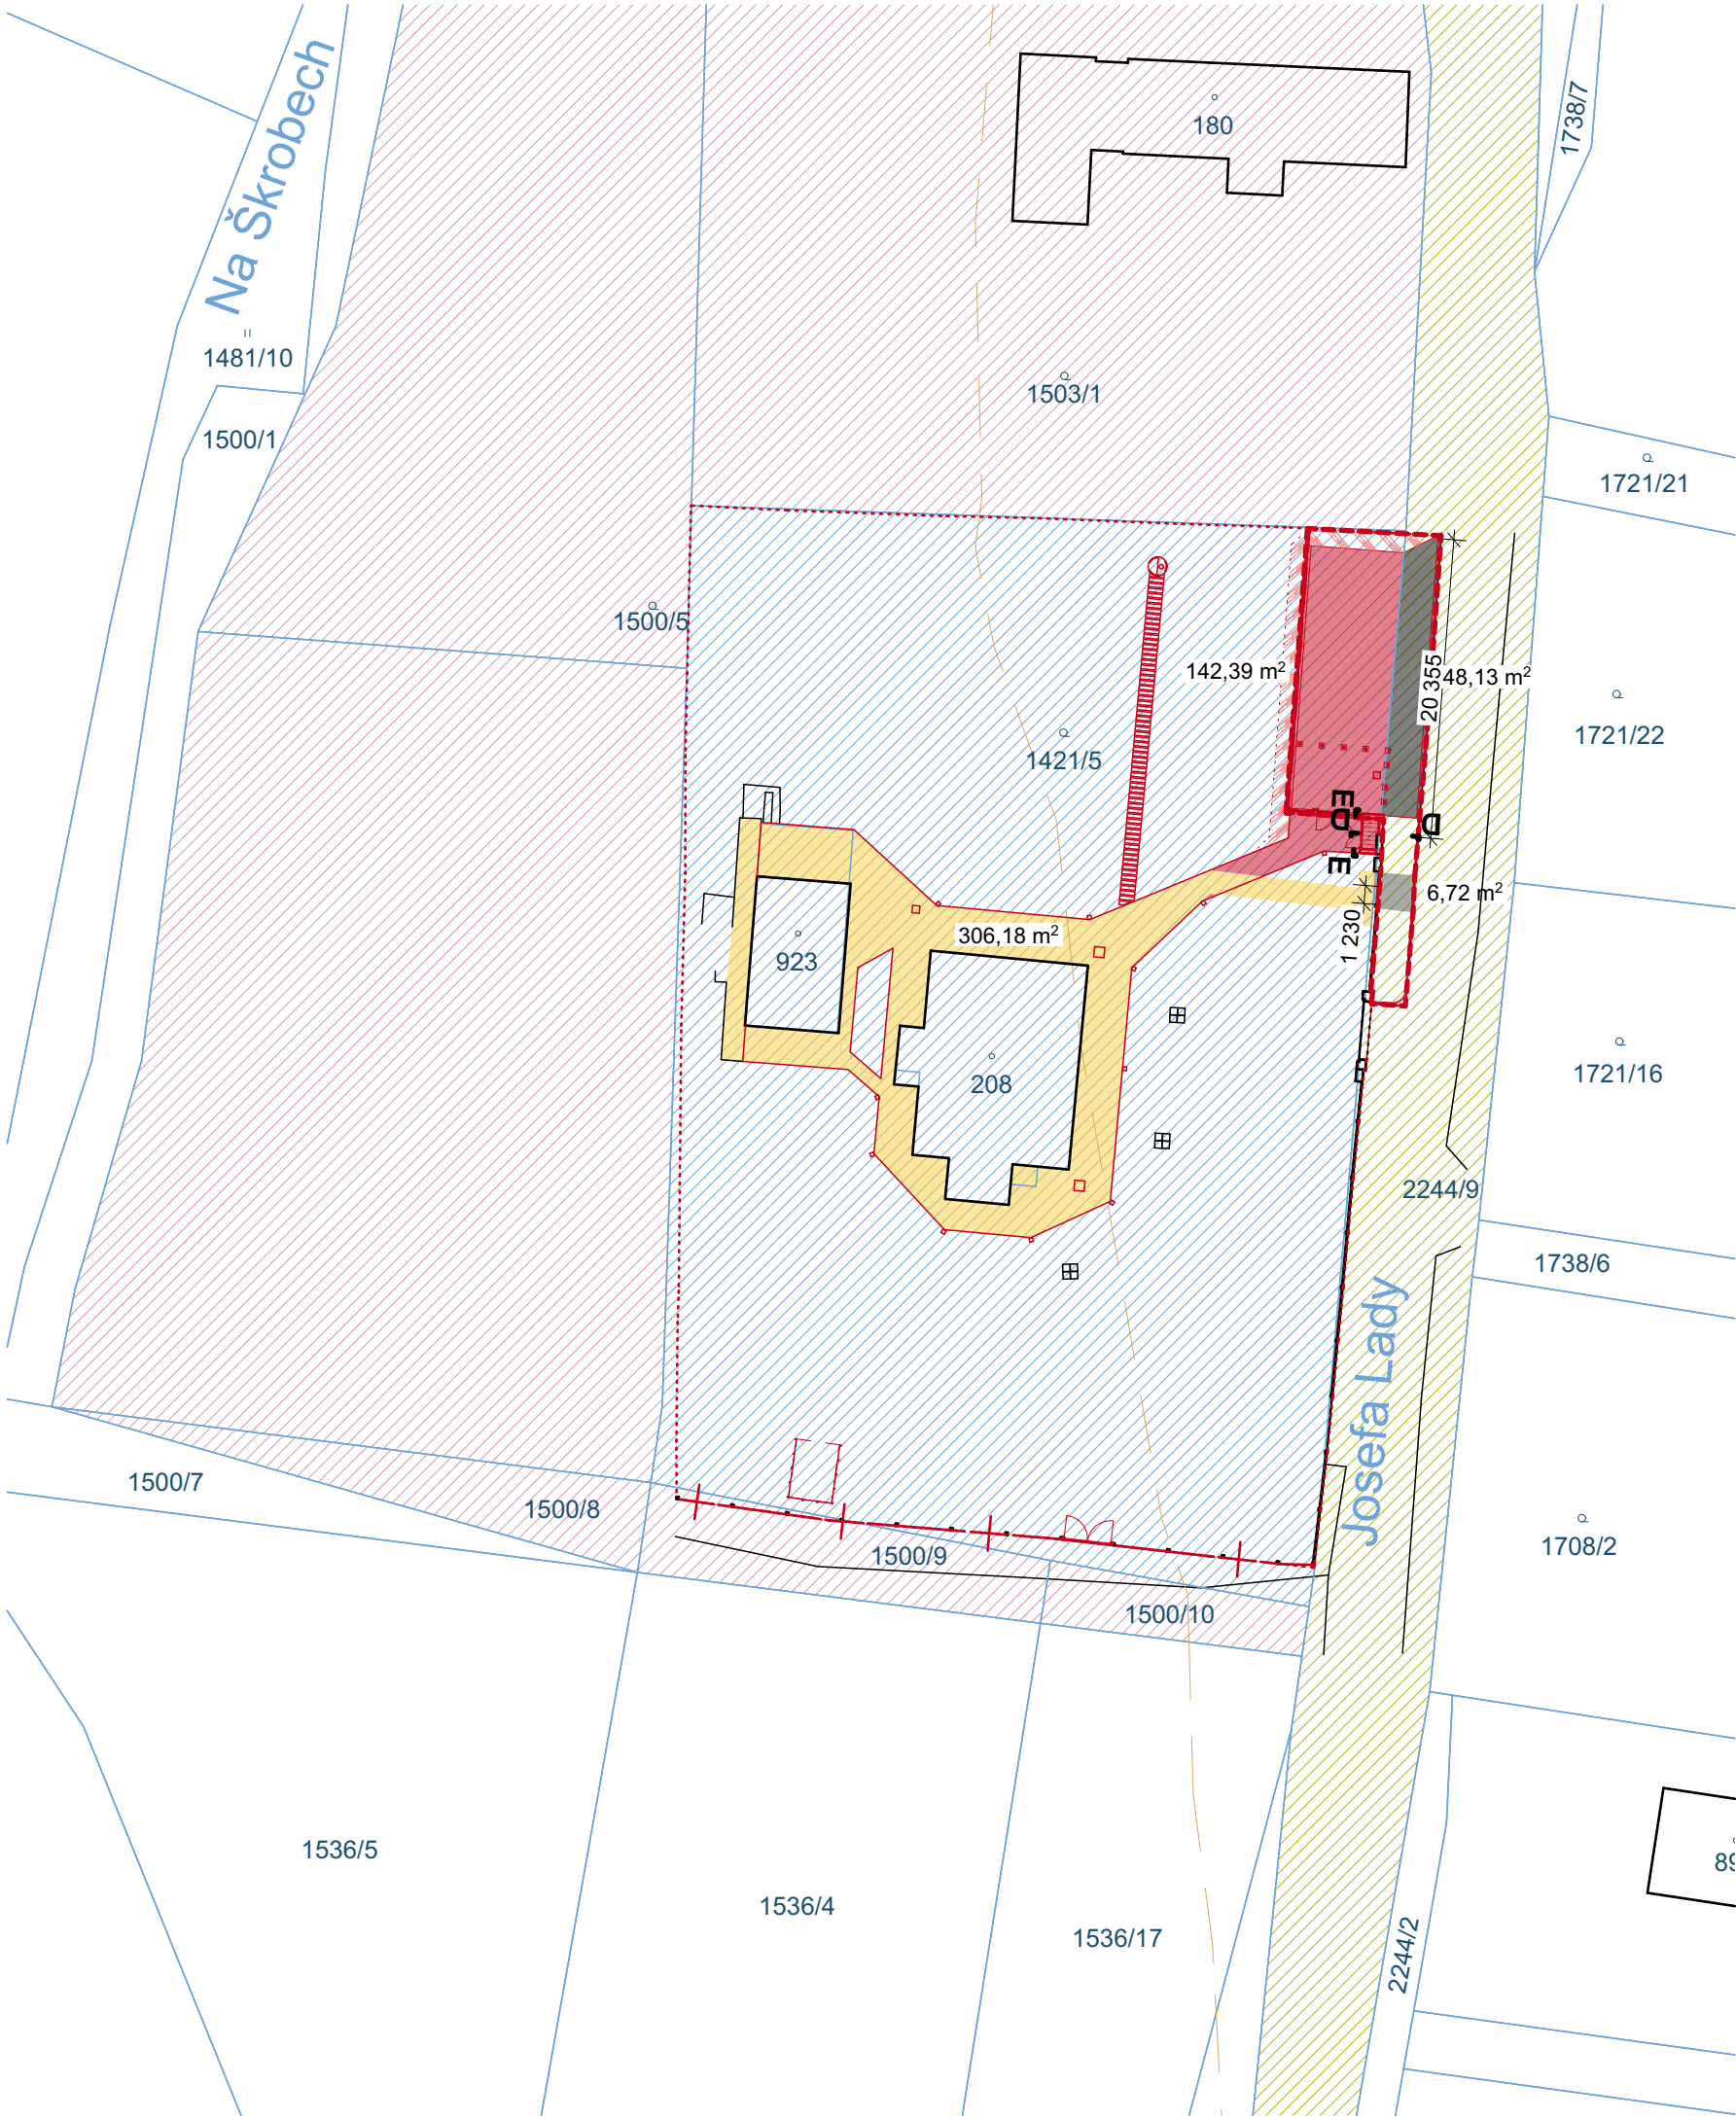 Na Škrobech
180
1738/7
1481/10
1503/1
1500/1
1721/21
1500/5
142,39 m²
20 355
48,13 m²
1721/22
1421/5
E
D
D
E
6,72 m²
1 230
306,18 m²
923
208
1721/16
2244/9
1738/6
Josefa Lady
1500/7
1500/8
1500/9
1708/2
1500/10
1536/5
1536/4
1536/17
2244/2